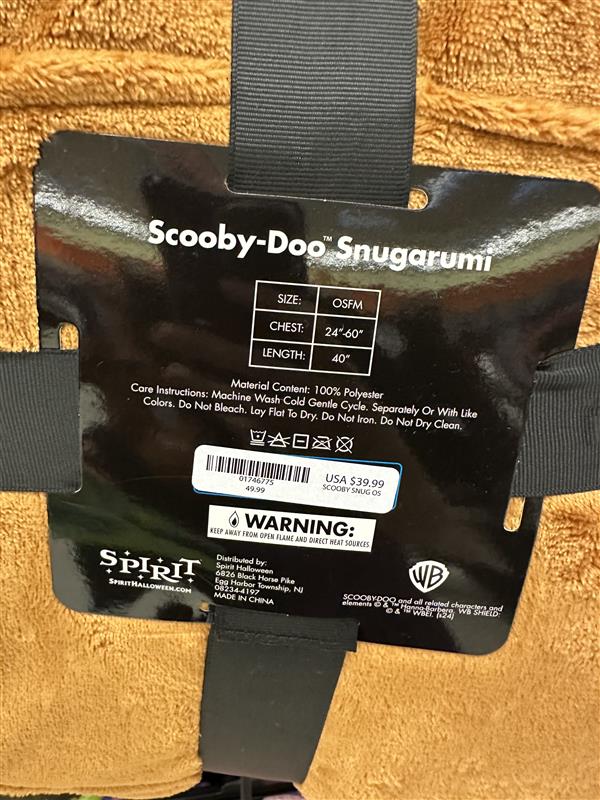 Scooby-Doo™ Snugarumi
SIZE: OSFM
CHEST: 24"-60"
LENGTH: 40"
Material Content: 100% Polyester
Care Instructions: Machine Wash Cold Gentle Cycle. Separately Or With Like
Colors. Do Not Bleach. Lay Flat To Dry. Do Not Iron. Do Not Dry Clean.
01746775
49.99
USA $39.99
SCOOBY SNUG OS
WARNING:
KEEP AWAY FROM OPEN FLAME AND DIRECT HEAT SOURCES
SPIRIT
SPIRITHALLOWEEN.COM
Distributed by:
Spirit Halloween
6826 Black Horse Pike
Egg Harbor Township, NJ
08234-4197
MADE IN CHINA
WB
SCOOBY-DOO and all related characters and
elements © & ™ Hanna-Barbera. WB SHIELD:
© & ™ WBEI. (s24)